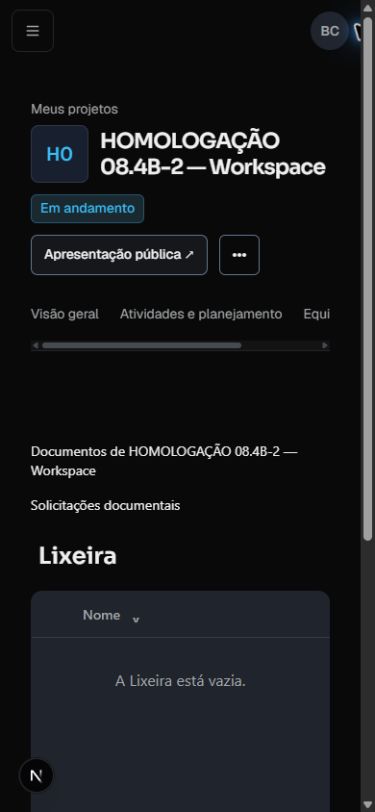 BC
Meus projetos
H0
HOMOLOGAÇÃO
08.4B-2 — Workspace
Em andamento
Apresentação pública ↗
•••
Visão geral Atividades e planejamento Equi
Documentos de HOMOLOGAÇÃO 08.4B-2 —
Workspace
Solicitações documentais
Lixeira
Nome
A Lixeira está vazia.
N